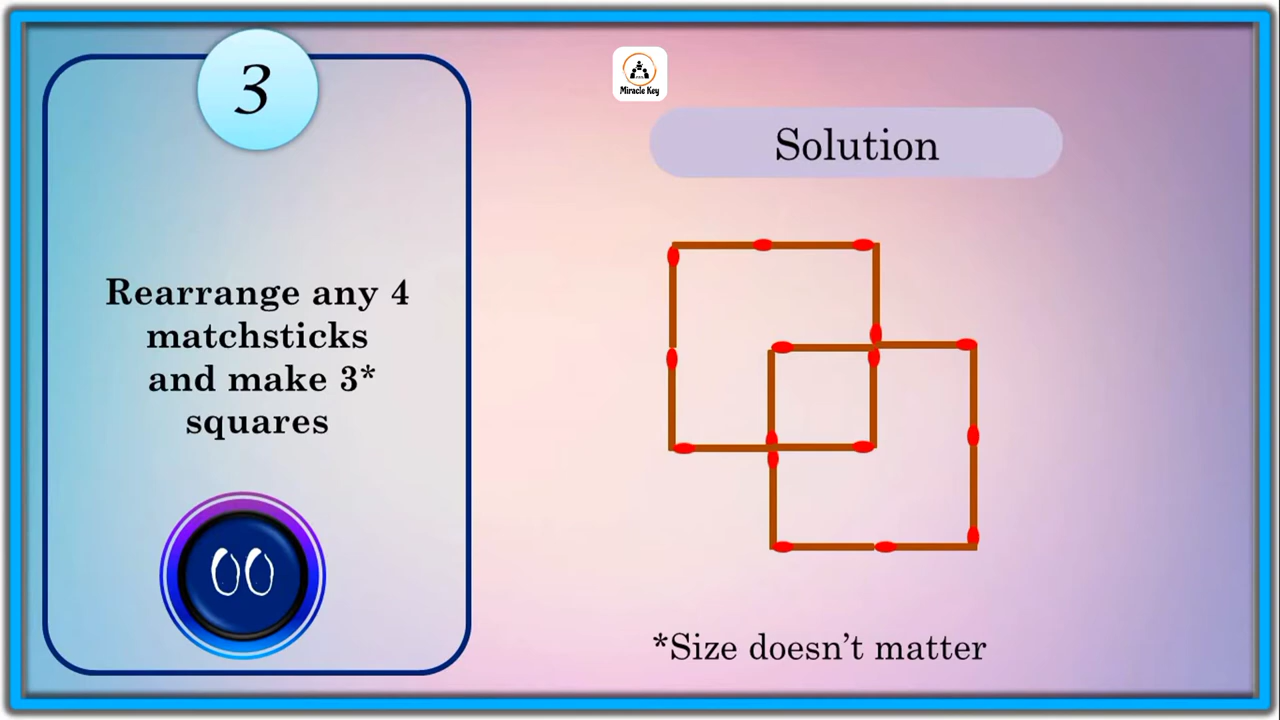 3
Rearrange any 4
matchsticks
and make 3*
squares
00
Miracle Key
Solution
*Size doesn't matter